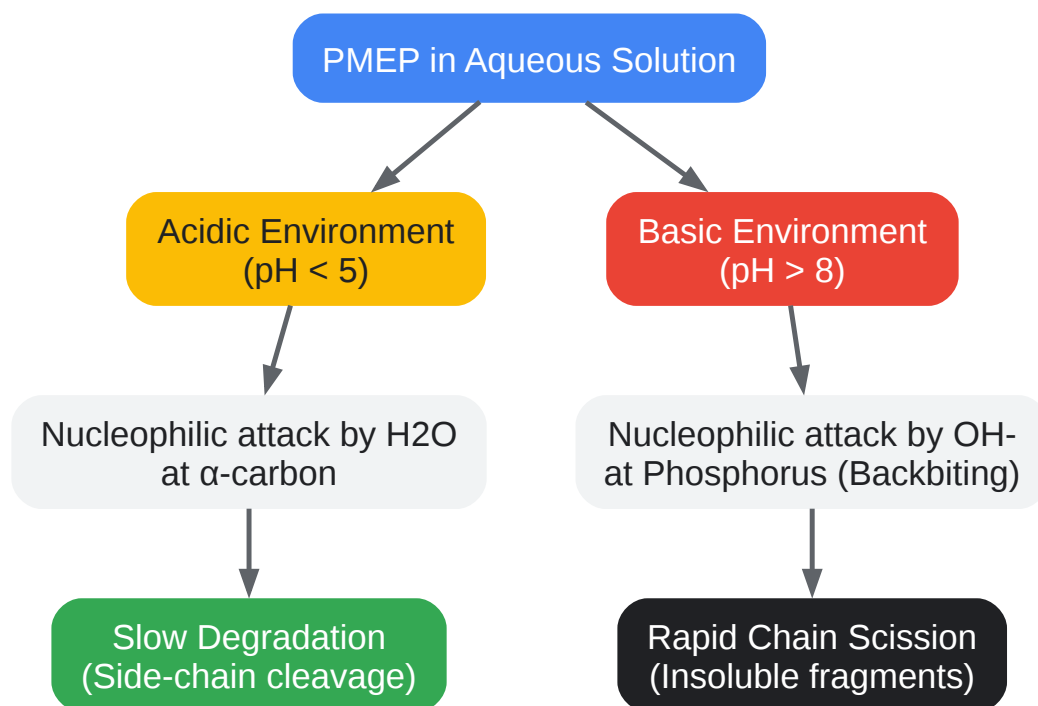 PMEP in Aqueous Solution
Acidic Environment
(pH < 5)
Basic Environment
(pH > 8)
Nucleophilic attack by H2O
at α-carbon
Nucleophilic attack by OH-
at Phosphorus (Backbiting)
Slow Degradation
(Side-chain cleavage)
Rapid Chain Scission
(Insoluble fragments)